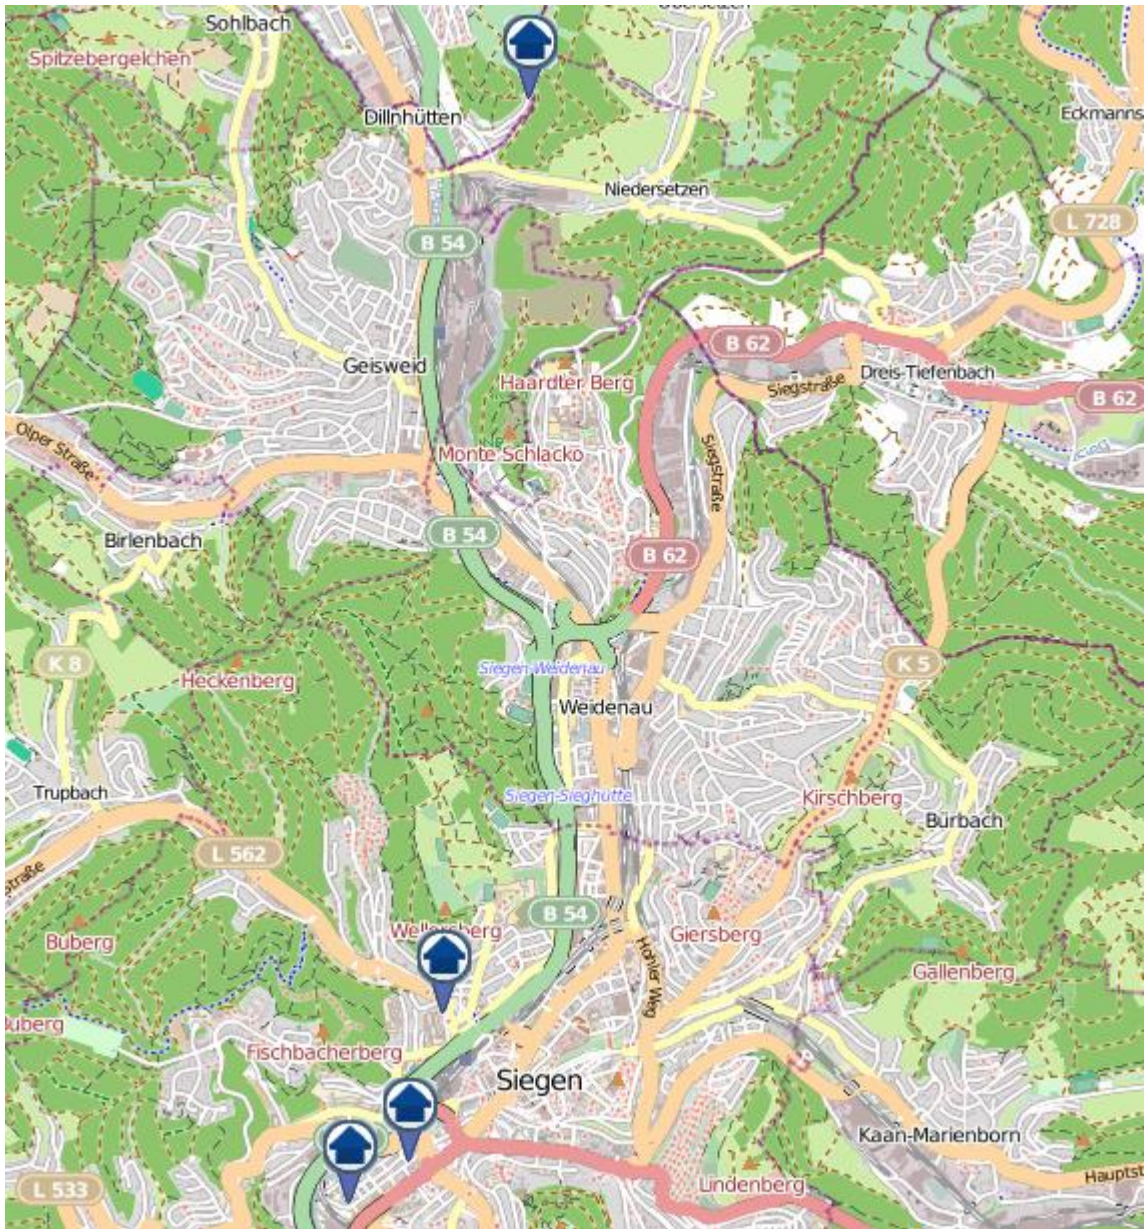 Sohlbach
Spitzebergelchen
Dillnhütten
Eckmanns
Niedersetzen
L 728
B 54
B 62
Geisweid
Haardter Berg
Siegstraße
Dreis-Tiefenbach
B 62
Olper Straße
Monte Schlacko
Siegstraße
Birlenbach
B 54
B 62
K 8
Heckenberg
Siegen-Weidenau
K 5
Weidenau
Trupbach
Siegen-Sieghütte
Kirschberg
Burbach
L 562
straße
Buberg
Wellersberg
B 54
Giersberg
Hohler Weg
Gallenberg
Buberg
Fischbacherberg
Siegen
Kaan-Marienborn
L 533
Lindenberg
Hauptst